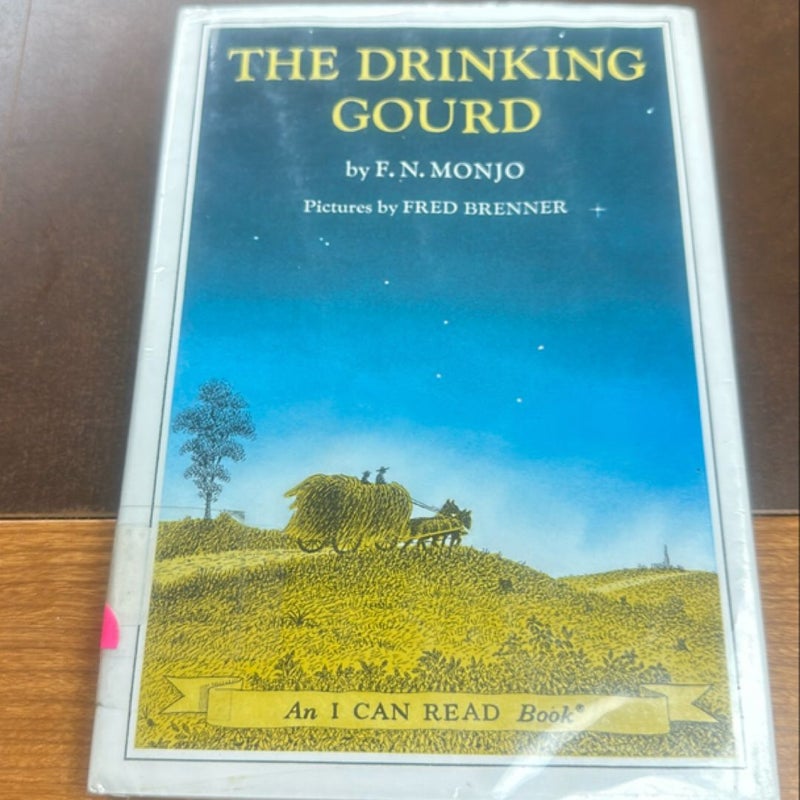 THE DRINKING
GOURD
by F. N. MONJO
Pictures by FRED BRENNER
An I CAN READ Book®